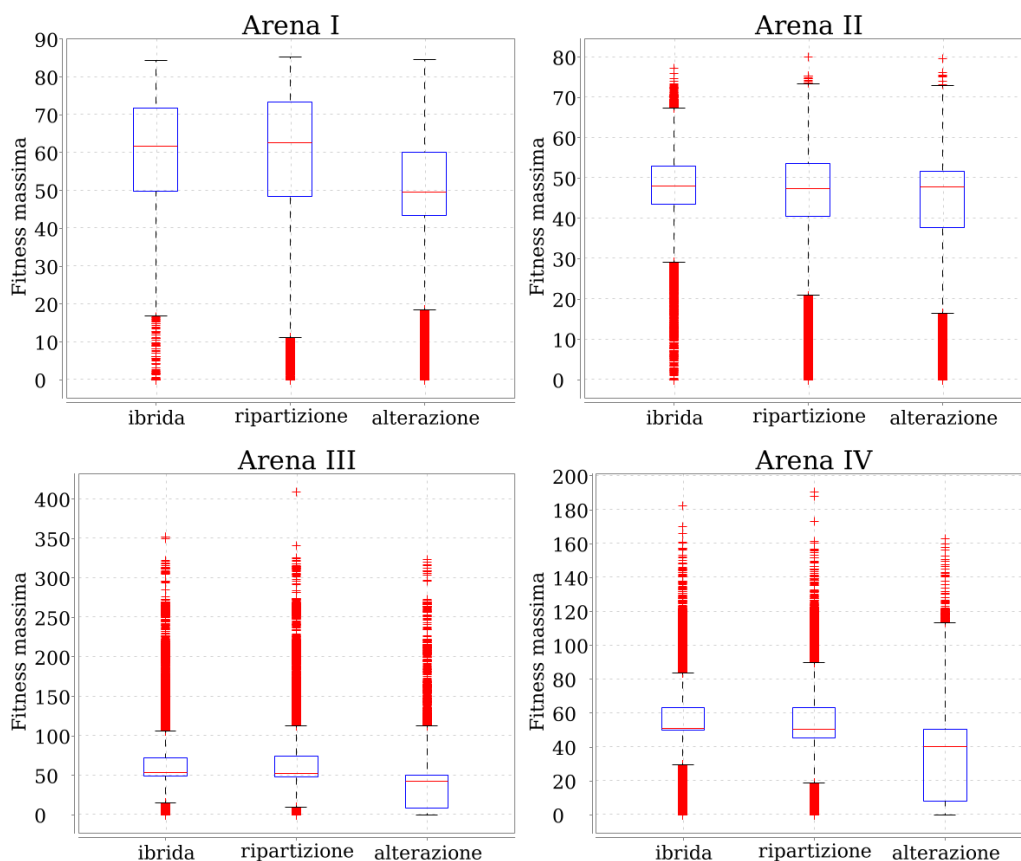 Arena I
Fitness massima
90
80
70
60
50
40
30
20
10
0
ibrida
ripartizione
alterazione
Arena II
Fitness massima
80
70
60
50
40
30
20
10
0
ibrida
ripartizione
alterazione
Arena III
Fitness massima
400
350
300
250
200
150
100
50
0
ibrida
ripartizione
alterazione
Arena IV
Fitness massima
200
180
160
140
120
100
80
60
40
20
0
ibrida
ripartizione
alterazione